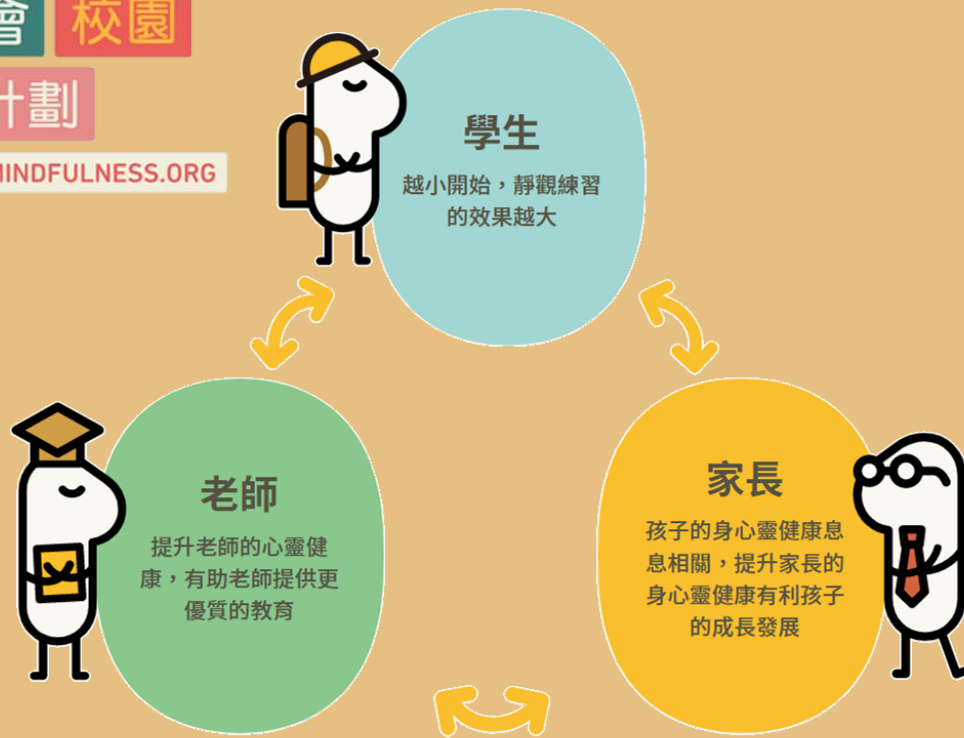 會 校園
計劃
MINDFULNESS.ORG
學生
越小開始，靜觀練習
的效果越大
老師
提升老師的心靈健
康，有助老師提供更
優質的教育
家長
孩子的身心靈健康息
息相關，提升家長的
身心靈健康有利孩子
的成長發展